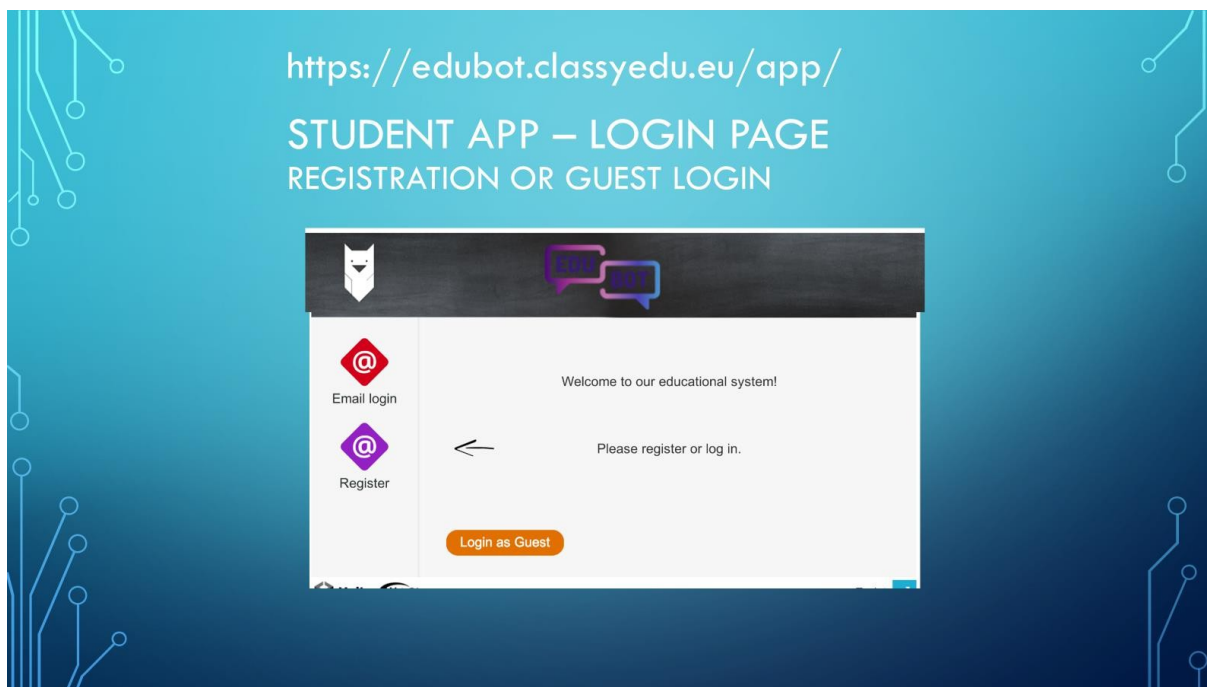 https://edubot.classyedu.eu/app/
STUDENT APP – LOGIN PAGE
REGISTRATION OR GUEST LOGIN
EDU
BOT
@
Email login
Welcome to our educational system!
@
Register
Please register or log in.
Login as Guest